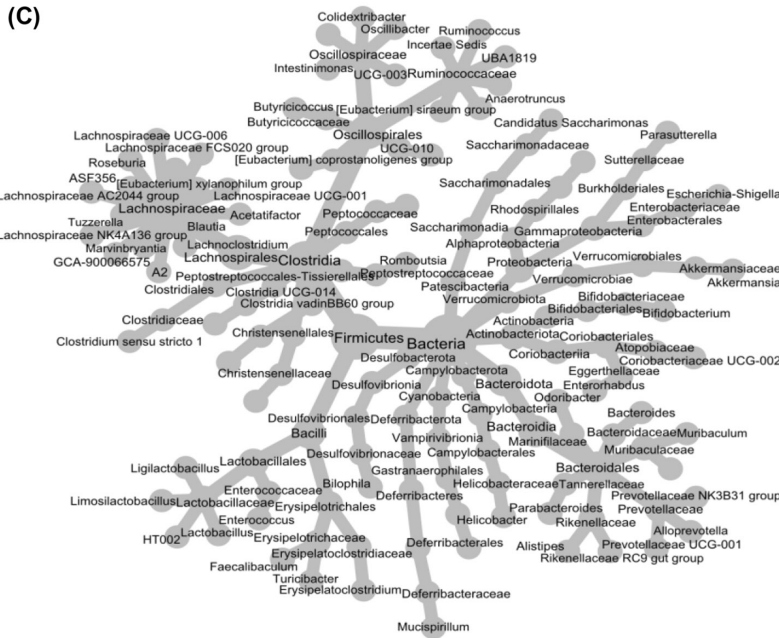 (C)
Colidextribacter
Oscillibacter
Ruminococcus
Incertae Sedis
Oscillospiraceae
UBA1819
Intestinimonas
UCG-003
Ruminococcaceae
Anaerotruncus
Butyricicoccus
[Eubacterium] siraeum group
Butyricicoccaceae
Candidatus Saccharimonas
Oscillospirales
Parasutterella
Lachnospiraceae UCG-006
Lachnospiraceae FCS020 group
UCG-010
Saccharimonadaceae
Roseburia
[Eubacterium] coprostanoligenes group
Sutterellaceae
ASF356
[Eubacterium] xylanophilum group
Saccharimonadales
Burkholderiales
Lachnospiraceae AC2044 group
Lachnospiraceae UCG-001
Escherichia-Shigella
Lachnospiraceae
Acetatifactor
Peptococcaceae
Rhodospirillales
Enterobacteriaceae
Tuzzerella
Blautia
Peptococcales
Saccharimonadia
Gammaproteobacteria
Enterobacterales
Lachnospiraceae NK4A136 group
Marvinbryantia
Lachnoclostridium
Alphaproteobacteria
GCA-900066575
Lachnospirales
Clostridia
Romboutsia
Proteobacteria
Verrucomicrobiales
A2
Peptostreptococcales-Tissierellales
Peptostreptococcaceae
Akkermansiaceae
Clostridiales
Clostridia UCG-014
Patescibacteria
Verrucomicrobiae
Akkermansia
Clostridia vadinBB60 group
Verrucomicrobiota
Bifidobacteriaceae
Clostridiaceae
Actinobacteria
Bifidobacteriales
Bifidobacterium
Clostridium sensu stricto 1
Christensenellales
Firmicutes
Bacteria
Actinobacteriota
Coriobacteriales
Atopobiaceae
Desulfobacterota
Coriobacteriia
Coriobacteriaceae UCG-002
Christensenellaceae
Campylobacterota
Eggerthellaceae
Desulfovibrionia
Bacteroidota
Enterorhabdus
Cyanobacteria
Odoribacter
Campylobacteria
Bacteroides
Desulfovibrionales
Deferribacterota
Bacteroidia
Bacilli
Vampirivibrionia
Marinifilaceae
Bacteroidaceae
Muribaculum
Desulfovibrionaceae
Campylobacterales
Muribaculaceae
Ligilactobacillus
Lactobacillales
Gastranaerophilales
Bacteroidales
Bilophila
Helicobacteraceae
Tannerellaceae
Limosilactobacillus
Lactobacillaceae
Enterococcaceae
Deferribacteres
Prevotellaceae NK3B31 group
Erysipelotrichales
Parabacteroides
Prevotellaceae
Enterococcus
Helicobacter
Rikenellaceae
Lactobacillus
Alloprevotella
HT002
Erysipelotrichaceae
Deferribacterales
Alistipes
Prevotellaceae UCG-001
Erysipelatoclostridiaceae
Rikenellaceae RC9 gut group
Faecalibaculum
Turicibacter
Erysipelatoclostridium
Deferribacteraceae
Mucispirillum